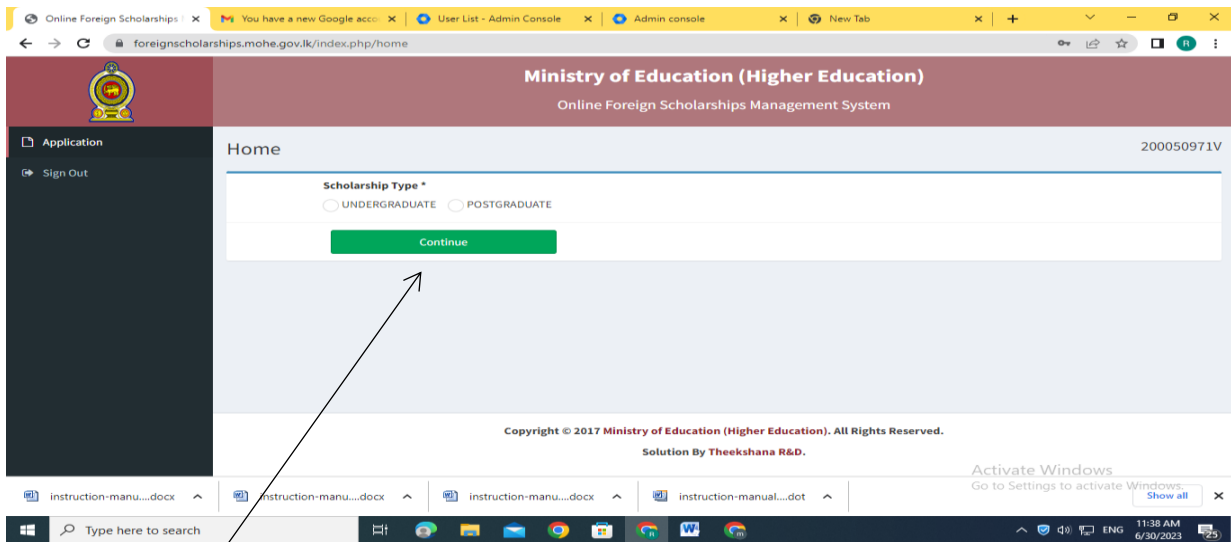 Online Foreign Scholarships
You have a new Google acco
User List - Admin Console
Admin console
New Tab
foreignscholarships.mohe.gov.lk/index.php/home
R
Ministry of Education (Higher Education)
Online Foreign Scholarships Management System
Application
Sign Out
Home
200050971V
Scholarship Type *
UNDERGRADUATE POSTGRADUATE
Continue
Copyright © 2017 Ministry of Education (Higher Education). All Rights Reserved.
Solution By Theekshana R&D.
Activate Windows
Go to Settings to activate Windows.
instruction-manu....docx
instruction-manu....docx
instruction-manu....docx
instruction-manual....dot
Show all
Type here to search
ENG
11:38 AM
6/30/2023
25